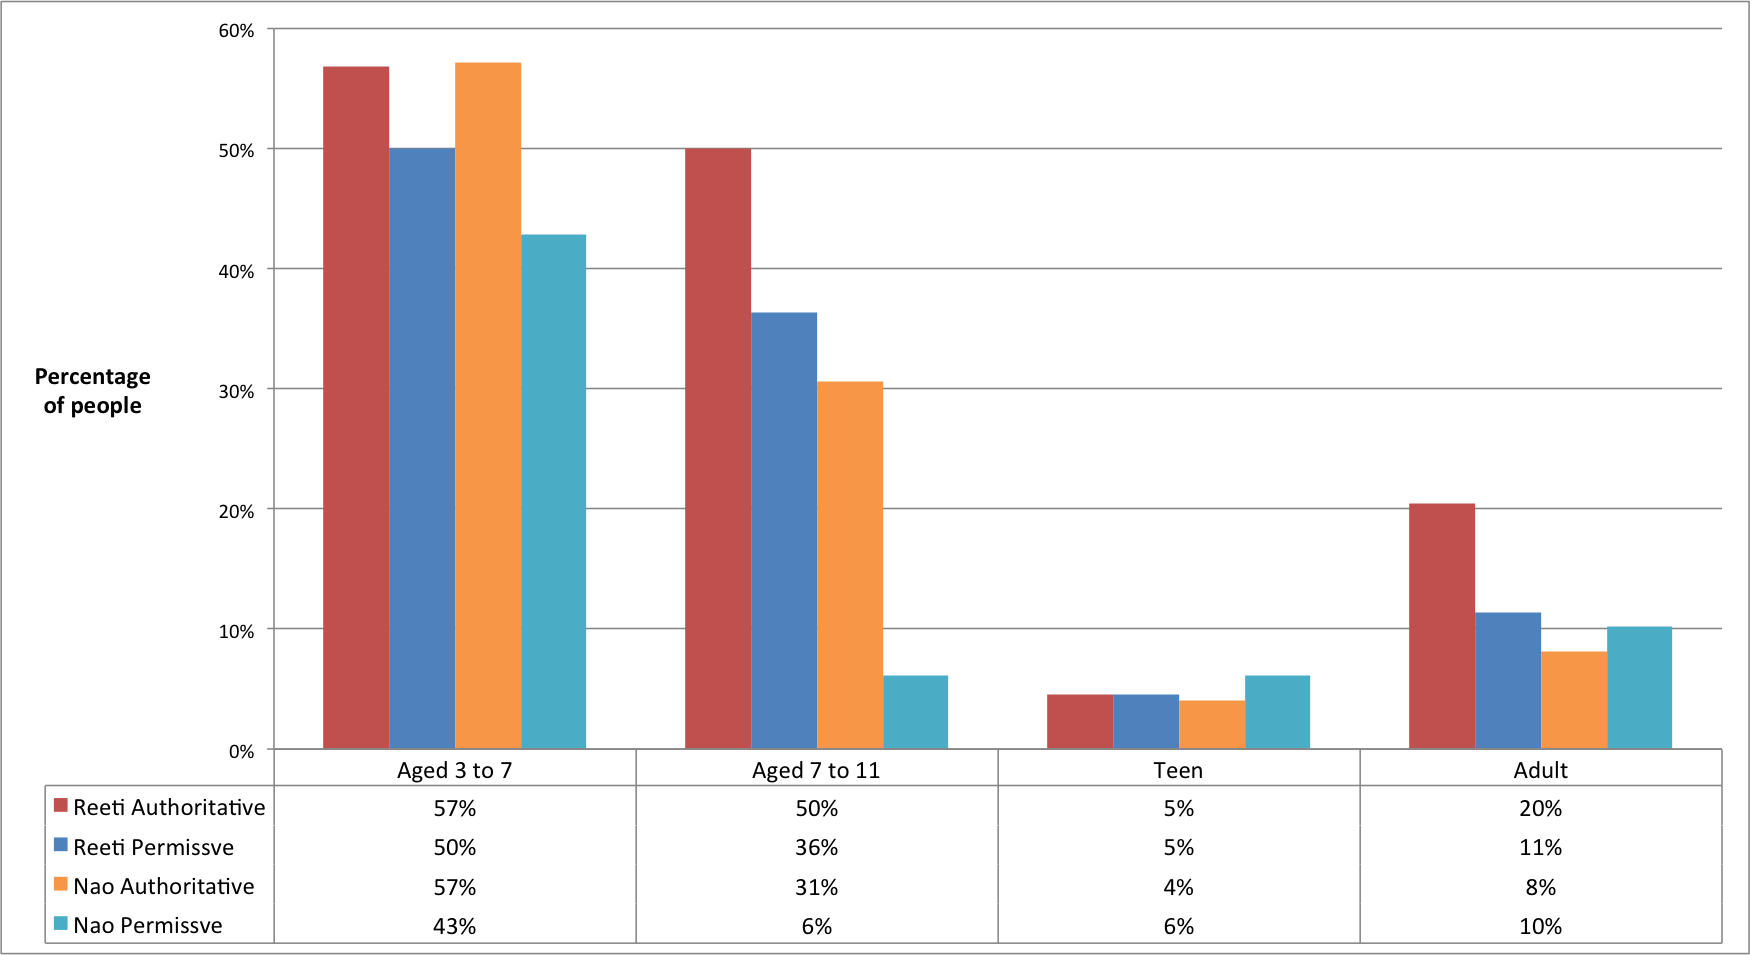 60%
50%
40%
30%
20%
10%
0%
Percentage
of people
Aged 3 to 7 Aged 7 to 11 Teen Adult
Reeti Authoritative 57% 50% 5% 20%
Reeti Permissve 50% 36% 5% 11%
Nao Authoritative 57% 31% 4% 8%
Nao Permissve 43% 6% 6% 10%